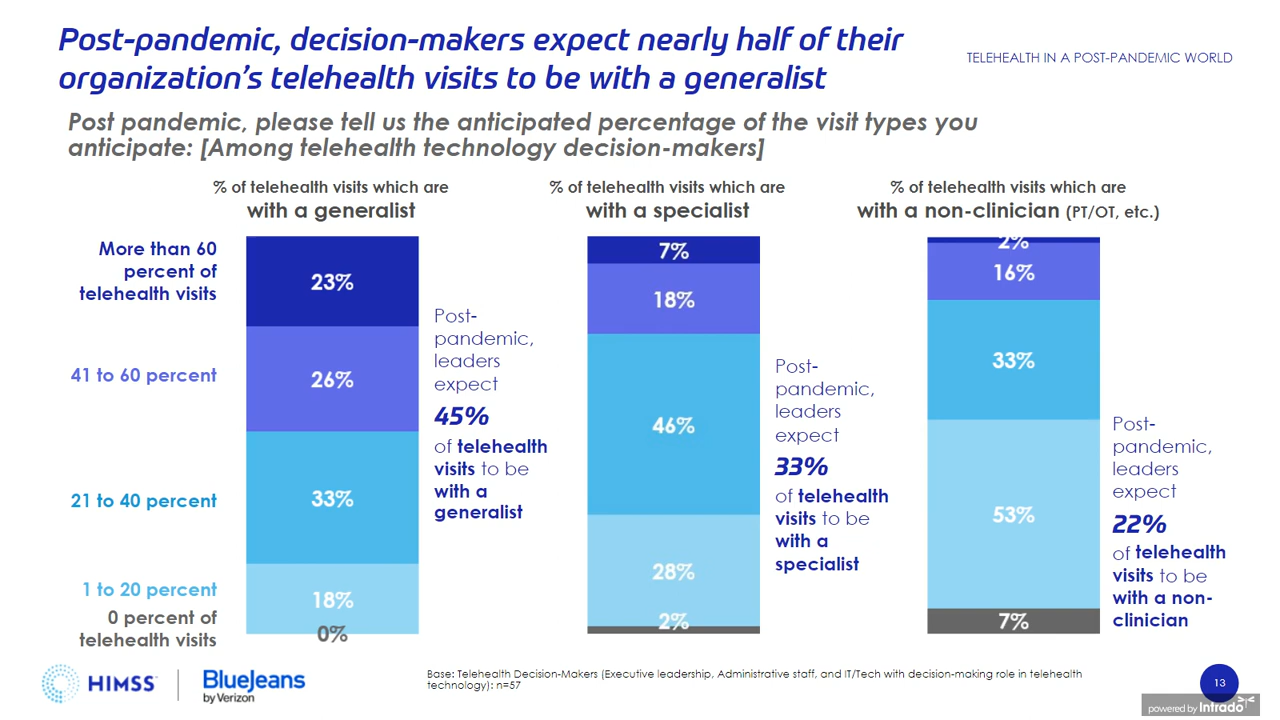 Post-pandemic, decision-makers expect nearly half of their
organization's telehealth visits to be with a generalist
TELEHEALTH IN A POST-PANDEMIC WORLD
Post pandemic, please tell us the anticipated percentage of the visit types you
anticipate: [Among telehealth technology decision-makers]
% of telehealth visits which are
with a generalist
% of telehealth visits which are
with a specialist
% of telehealth visits which are
with a non-clinician (PT/OT, etc.)
More than 60
percent of
telehealth visits
41 to 60 percent
21 to 40 percent
1 to 20 percent
0 percent of
telehealth visits
23%
26%
33%
18%
0%
Post-
pandemic,
leaders
expect
45%
of telehealth
visits to be
with a
generalist
7%
18%
46%
28%
2%
Post-
pandemic,
leaders
expect
33%
of telehealth
visits to be
with a
specialist
2%
16%
33%
53%
7%
Post-
pandemic,
leaders
expect
22%
of telehealth
visits to be
with a non-
clinician
HIMSS
BlueJeans
by Verizon
Base: Telehealth Decision-Makers (Executive leadership, Administrative staff, and IT/Tech with decision-making role in telehealth
technology): n=57
13
powered by Intrado